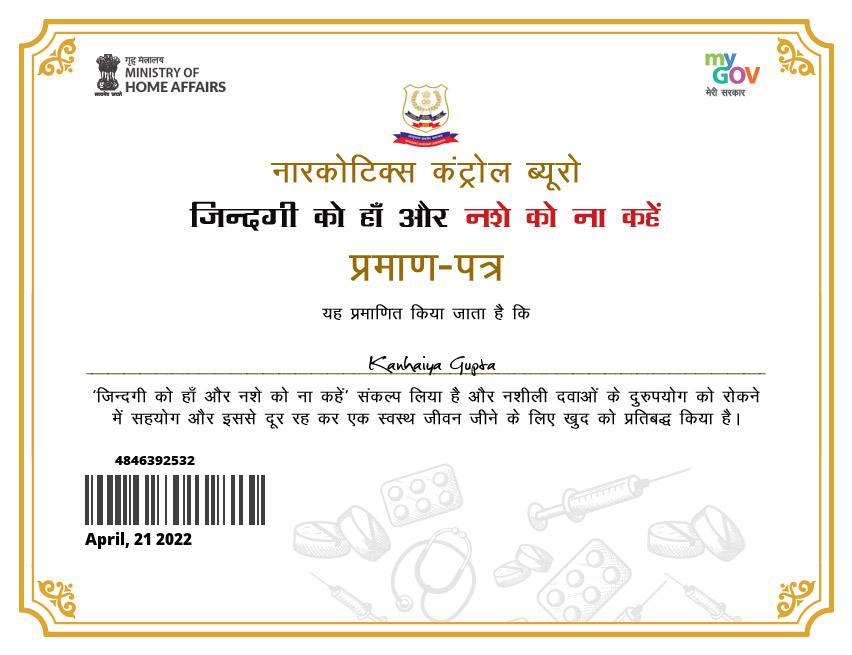 गृह मंत्रालय
MINISTRY OF
HOME AFFAIRS
सत्यमेव जयते
my
GOV
मेरी सरकार
नारकोटिक्स कंट्रोल ब्यूरो
जिन्दगी को हाँ और नशे को ना कहें
प्रमाण-पत्र
यह प्रमाणित किया जाता है कि
Kanhaiya Gupta
'जिन्दगी को हाँ और नशे को ना कहें' संकल्प लिया है और नशीली दवाओं के दुरुपयोग को रोकने
में सहयोग और इससे दूर रह कर एक स्वस्थ जीवन जीने के लिए खुद को प्रतिबद्ध किया है।
4846392532
April, 21 2022